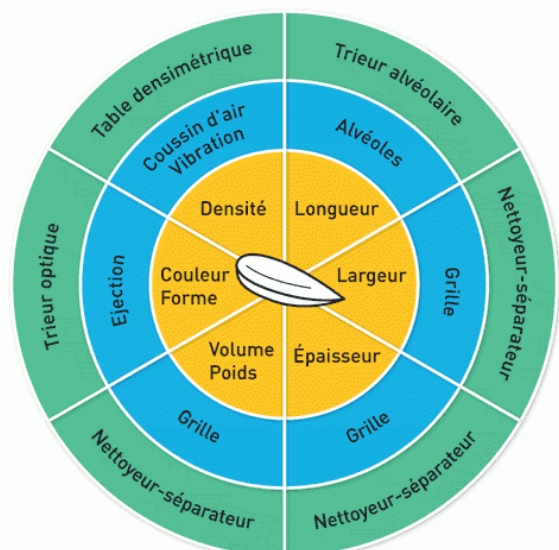 Table densimétrique
Trieur alvéolaire
Coussin d'air
Vibration
Alvéoles
Densité
Longueur
Trieur optique
Ejection
Couleur
Forme
Largeur
Grille
Nettoyeur-séparateur
Volume
Poids
Épaisseur
Grille
Grille
Nettoyeur-séparateur
Nettoyeur-séparateur